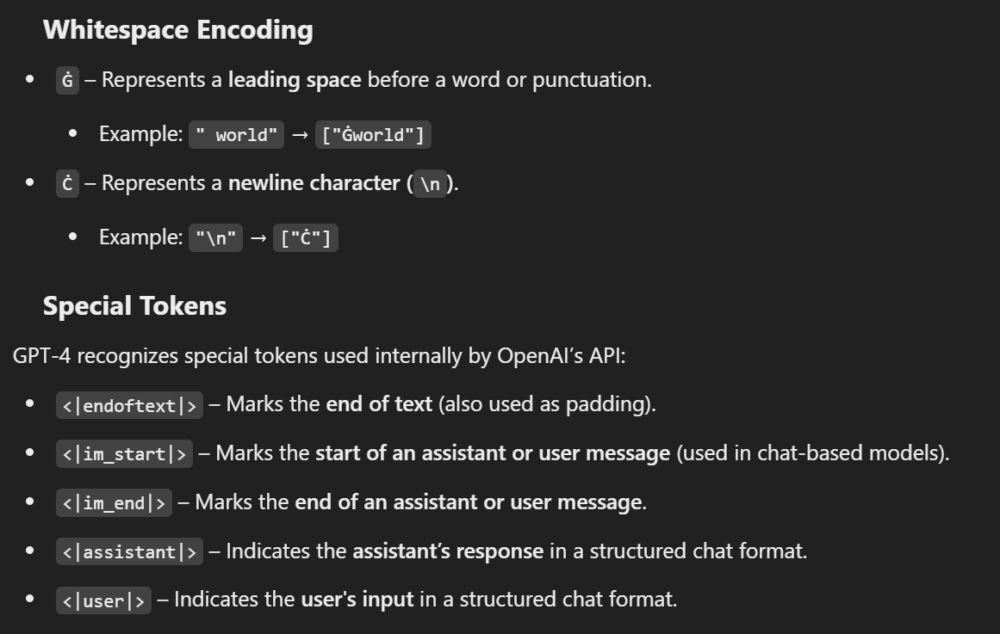 Whitespace Encoding
• Ġ – Represents a leading space before a word or punctuation.
• Example: " world" → ["Ġworld"]
• Ċ – Represents a newline character (\n).
• Example: "\n" → ["Ċ"]
Special Tokens
GPT-4 recognizes special tokens used internally by OpenAI’s API:
• <|endoftext|> – Marks the end of text (also used as padding).
• <|im_start|> – Marks the start of an assistant or user message (used in chat-based models).
• <|im_end|> – Marks the end of an assistant or user message.
• <|assistant|> – Indicates the assistant’s response in a structured chat format.
• <|user|> – Indicates the user's input in a structured chat format.